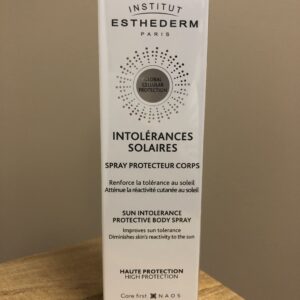 INSTITUT
ESTHEDERM
PARIS
GLOBAL
CELLULAR
PROTECTION
INTOLÉRANCES
SOLAIRES
SPRAY PROTECTEUR CORPS
Renforce la tolérance au soleil
Atténue la réactivité cutanée au soleil
SUN INTOLERANCE
PROTECTIVE BODY SPRAY
Improves sun tolerance
Diminishes skin's reactivity to the sun
HAUTE PROTECTION
HIGH PROTECTION
Care first NAOS